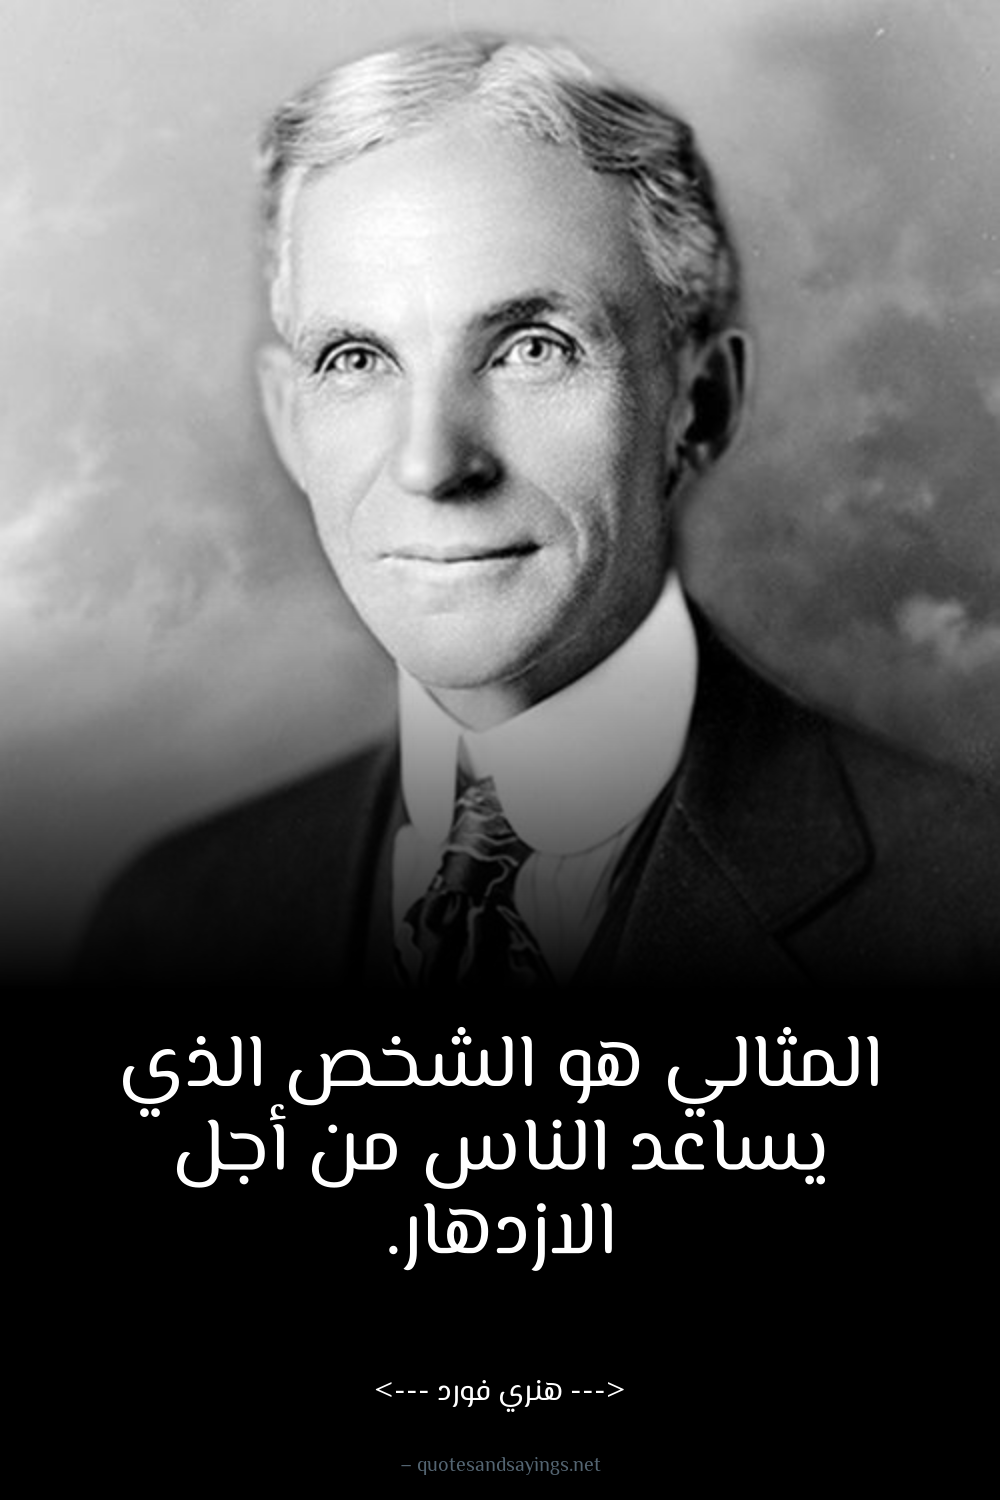 المثالي هو الشخص الذي
يساعد الناس من أجل
الازدهار.
<--- هنري فورد --->
– quotesandsayings.net